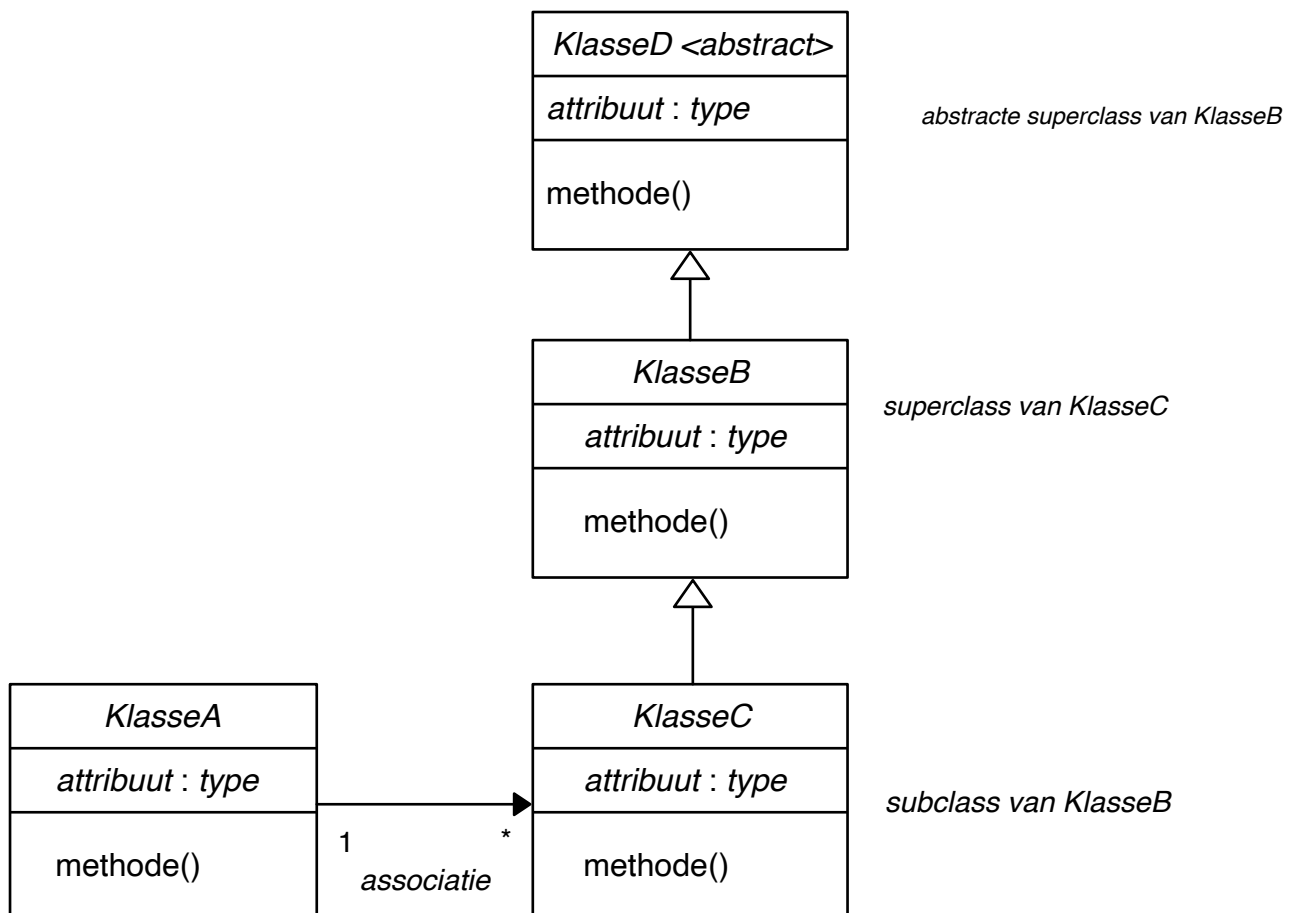 KlasseD <abstract>
attribuut : type
abstracte superclass van KlasseB
methode()
KlasseB
superclass van KlasseC
attribuut : type
methode()
KlasseA
attribuut : type
methode()
1
*
associatie
KlasseC
attribuut : type
methode()
subclass van KlasseB